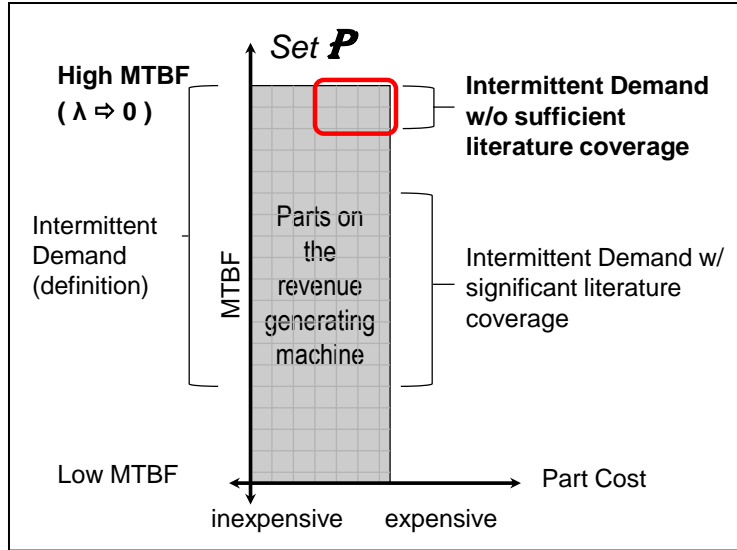 Set P
High MTBF
( λ ⇨ 0 )
Intermittent Demand
w/o sufficient
literature coverage
Intermittent
Demand
(definition)
MTBF
Parts on
the
revenue
generating
machine
Intermittent Demand w/
significant literature
coverage
Low MTBF
Part Cost
inexpensive
expensive